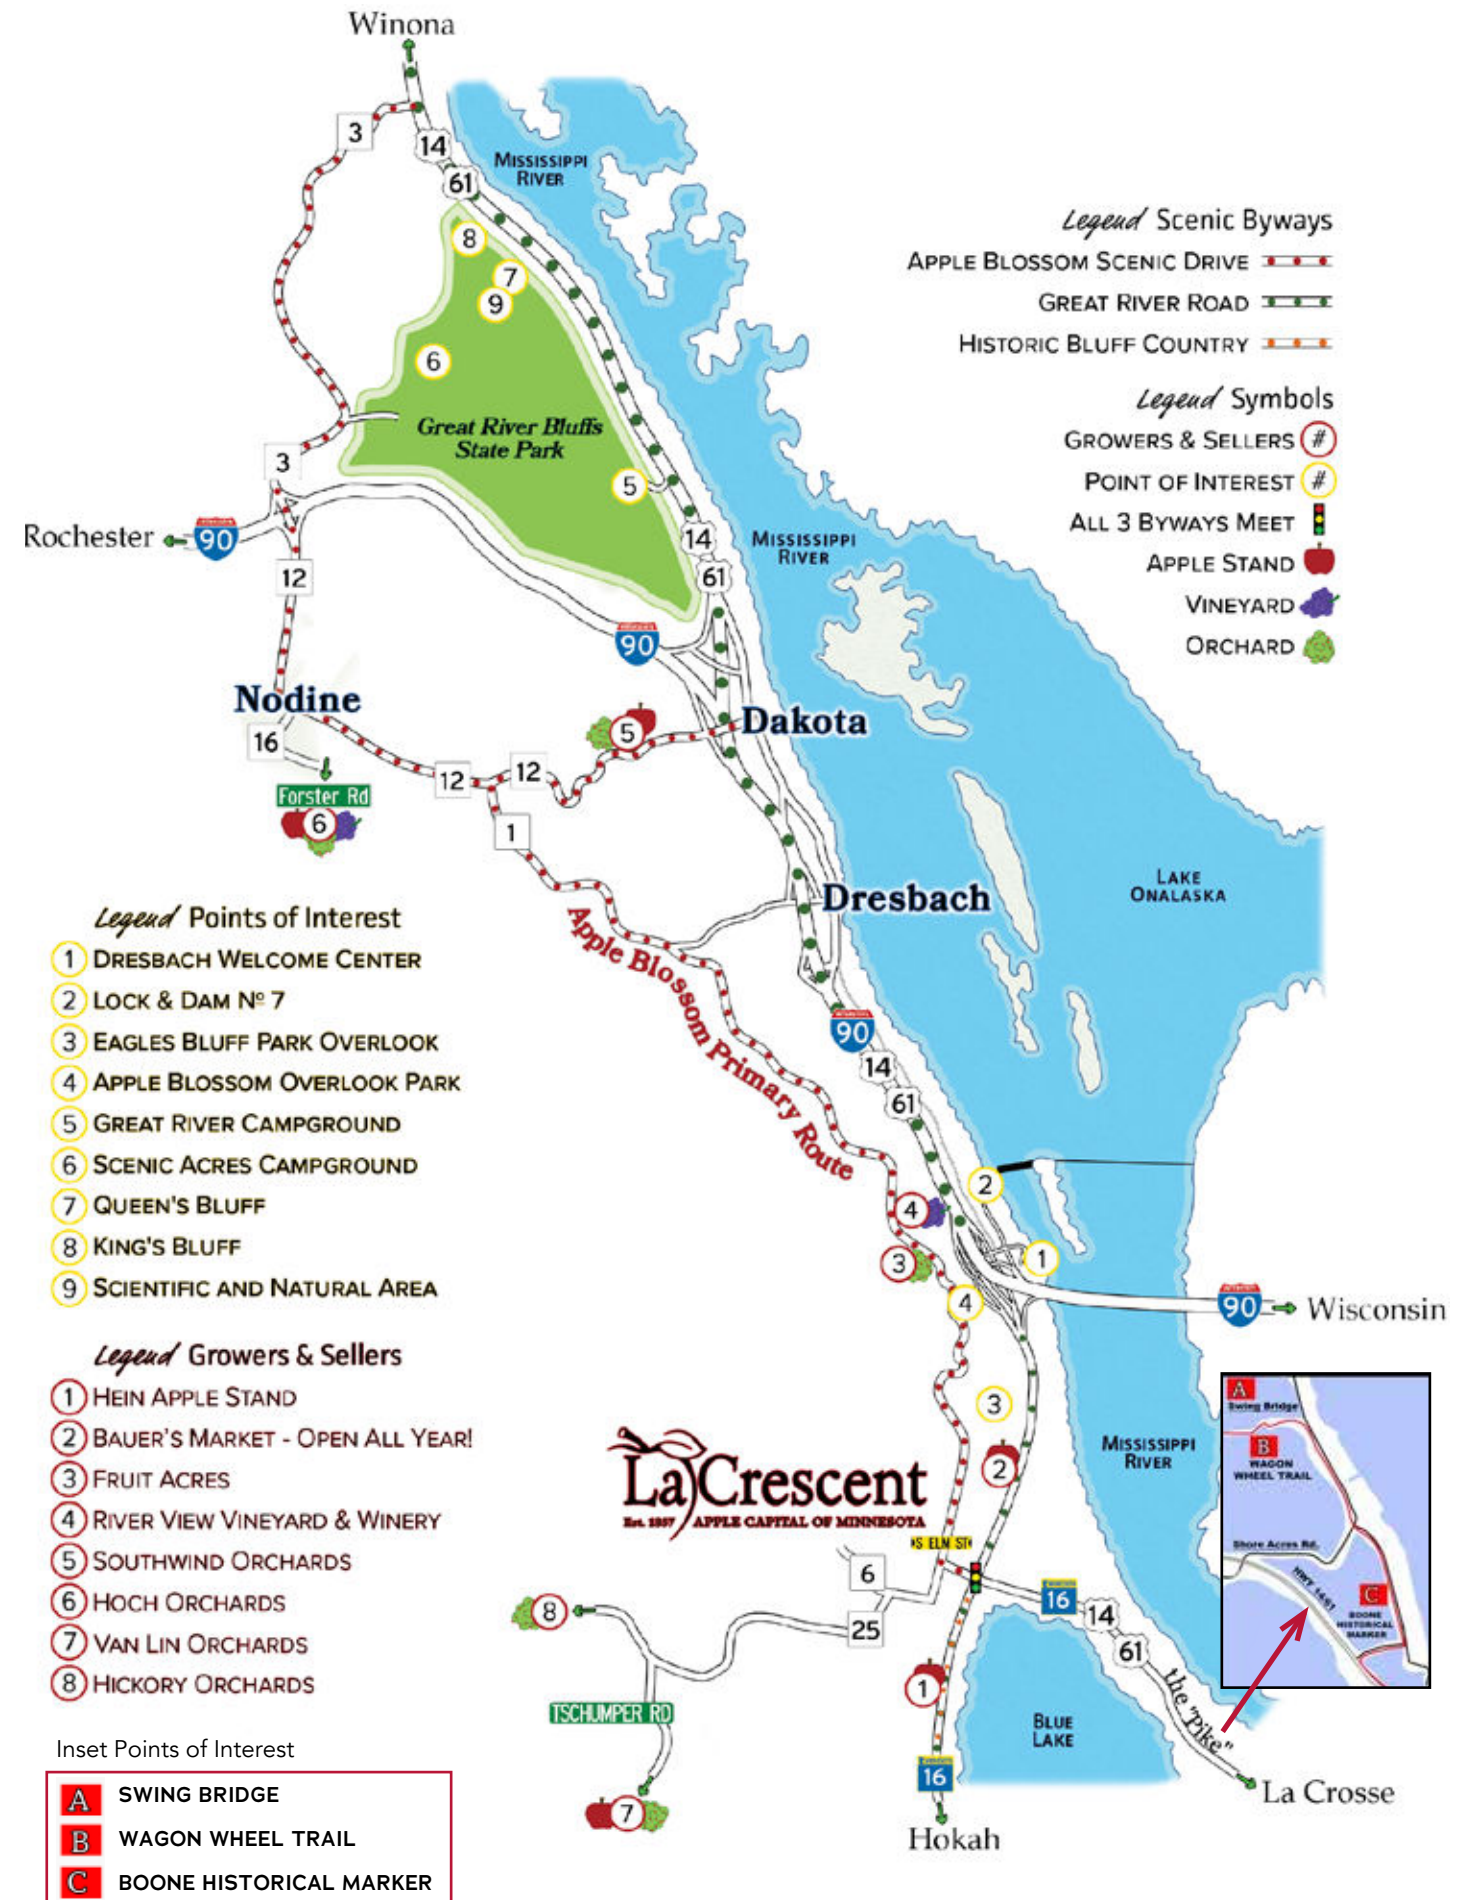 Winona
3
14
61
MISSISSIPPI
RIVER
8
7
9
6
Great River Bluffs
State Park
5
3
Rochester
90
12
14
61
MISSISSIPPI
RIVER
90
Legend Scenic Byways
APPLE BLOSSOM SCENIC DRIVE
GREAT RIVER ROAD
HISTORIC BLUFF COUNTRY
Legend Symbols
GROWERS & SELLERS #
POINT OF INTEREST #
ALL 3 BYWAYS MEET
APPLE STAND
VINEYARD
ORCHARD
Nodine
16
Forster Rd
6
5
Dakota
12
12
1
Dresbach
LAKE
ONALASKA
Apple Blossom Primary Route
90
14
61
2
4
3
1
4
90
Wisconsin
3
2
MISSISSIPPI
RIVER
Legend Points of Interest
1 DRESBACH WELCOME CENTER
2 LOCK & DAM Nº 7
3 EAGLES BLUFF PARK OVERLOOK
4 APPLE BLOSSOM OVERLOOK PARK
5 GREAT RIVER CAMPGROUND
6 SCENIC ACRES CAMPGROUND
7 QUEEN'S BLUFF
8 KING'S BLUFF
9 SCIENTIFIC AND NATURAL AREA
Legend Growers & Sellers
1 HEIN APPLE STAND
2 BAUER'S MARKET - OPEN ALL YEAR!
3 FRUIT ACRES
4 RIVER VIEW VINEYARD & WINERY
5 SOUTHWIND ORCHARDS
6 HOCH ORCHARDS
7 VAN LIN ORCHARDS
8 HICKORY ORCHARDS
La Crescent
Est. 1857 APPLE CAPITAL OF MINNESOTA
S ELM ST
6
25
8
TSCHUMPER RD
7
16
14
61
1
BLUE
LAKE
16
Hokah
the "Pike"
La Crosse
A
Swing Bridge
B
WAGON
WHEEL TRAIL
Shore Acres Rd.
HWY 14-61
C
BOONE
HISTORICAL
MARKER
Inset Points of Interest
A SWING BRIDGE
B WAGON WHEEL TRAIL
C BOONE HISTORICAL MARKER